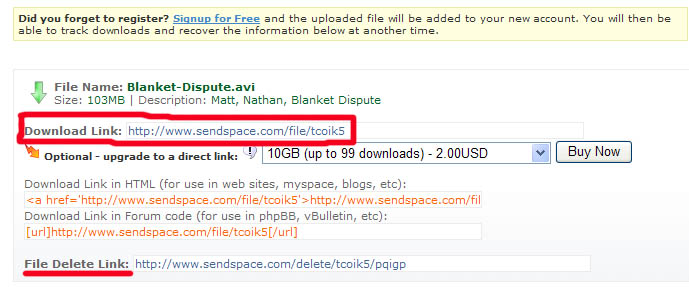 Did you forget to register? Signup for Free and the uploaded file will be added to your new account. You will then be
able to track downloads and recover the information below at another time.
File Name: Blanket-Dispute.avi
Size: 103MB | Description: Matt, Nathan, Blanket Dispute
Download Link: http://www.sendspace.com/file/tcoik5
Optional - upgrade to a direct link: 10GB (up to 99 downloads) - 2.00USD Buy Now
Download Link in HTML (for use in web sites, myspace, blogs, etc):
<a href='http://www.sendspace.com/file/tcoik5'>http://www.sendspace.com/fil
Download Link in Forum code (for use in phpBB, vBulletin, etc):
[url]http://www.sendspace.com/file/tcoik5[/url]
File Delete Link: http://www.sendspace.com/delete/tcoik5/pqigp